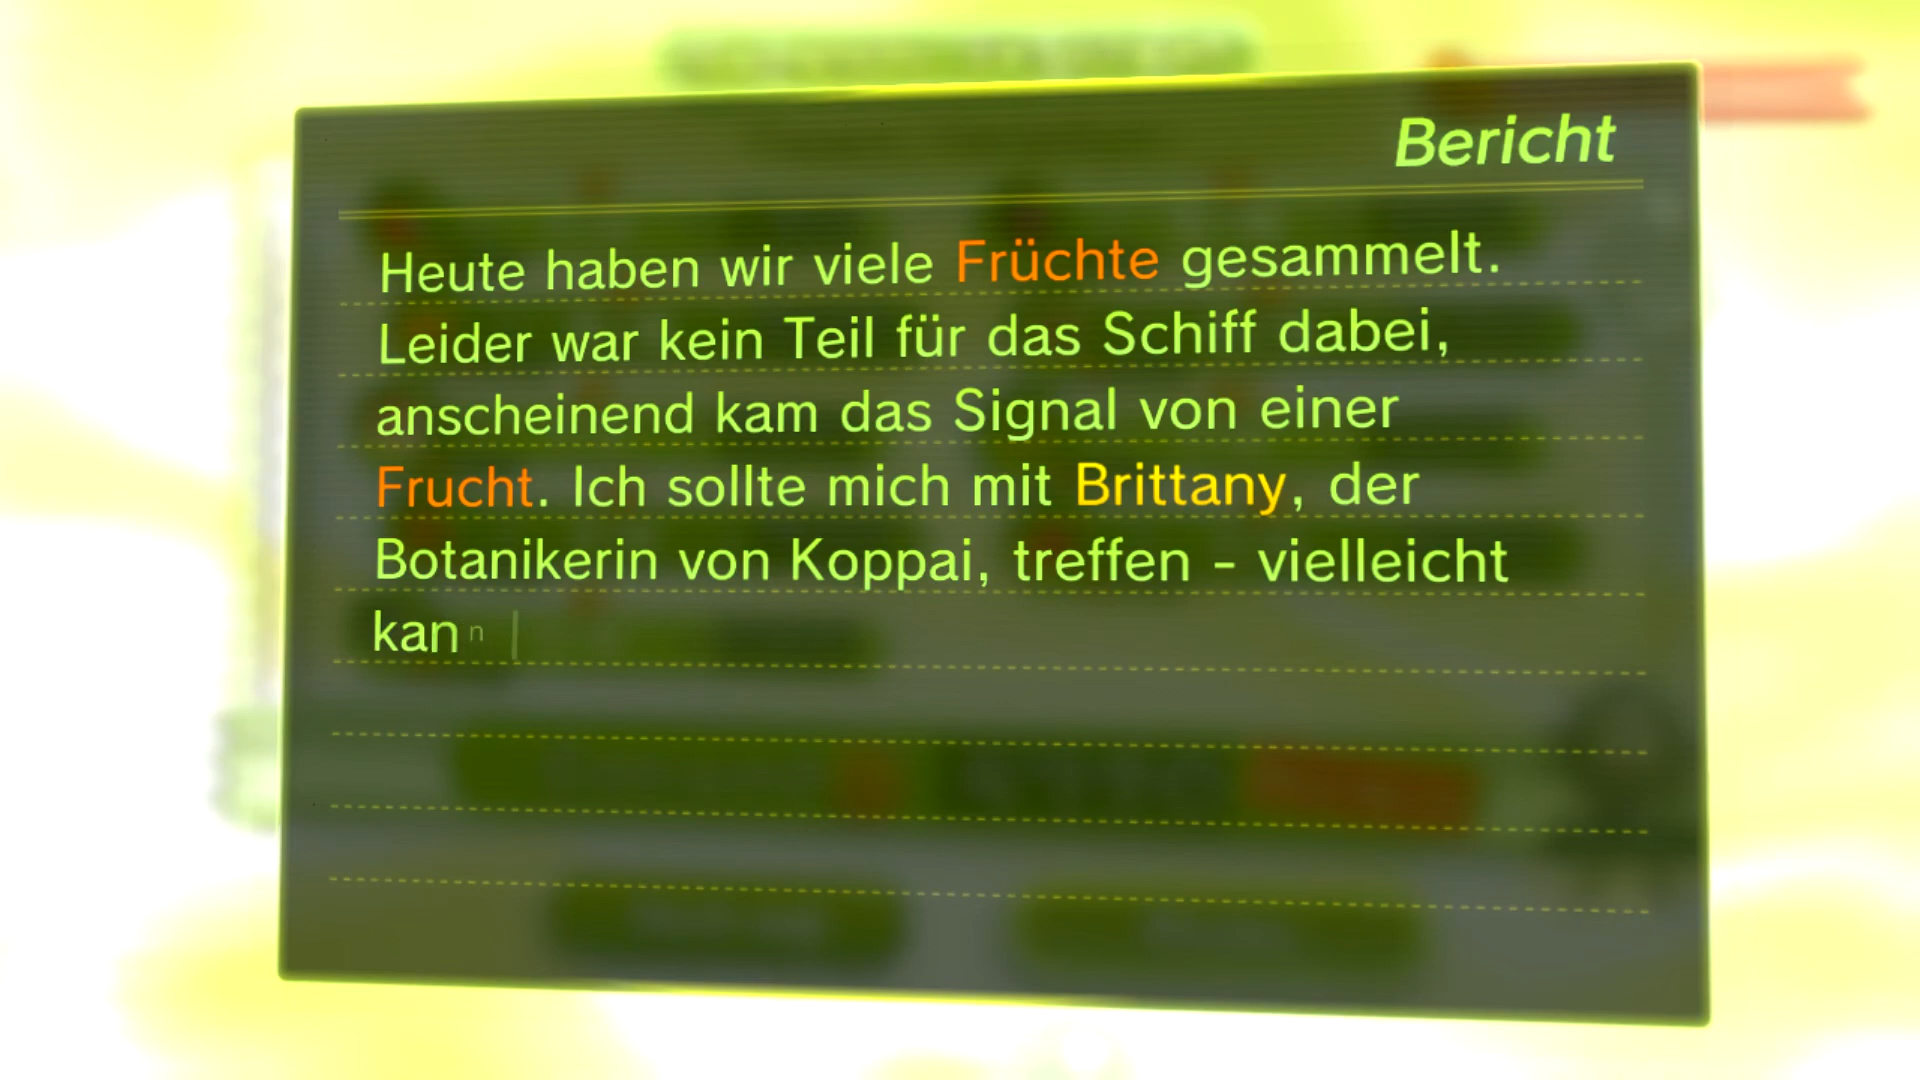 Bericht
Heute haben wir viele Früchte gesammelt.
Leider war kein Teil für das Schiff dabei,
anscheinend kam das Signal von einer
Frucht. Ich sollte mich mit Brittany, der
Botanikerin von Koppai, treffen – vielleicht
kann